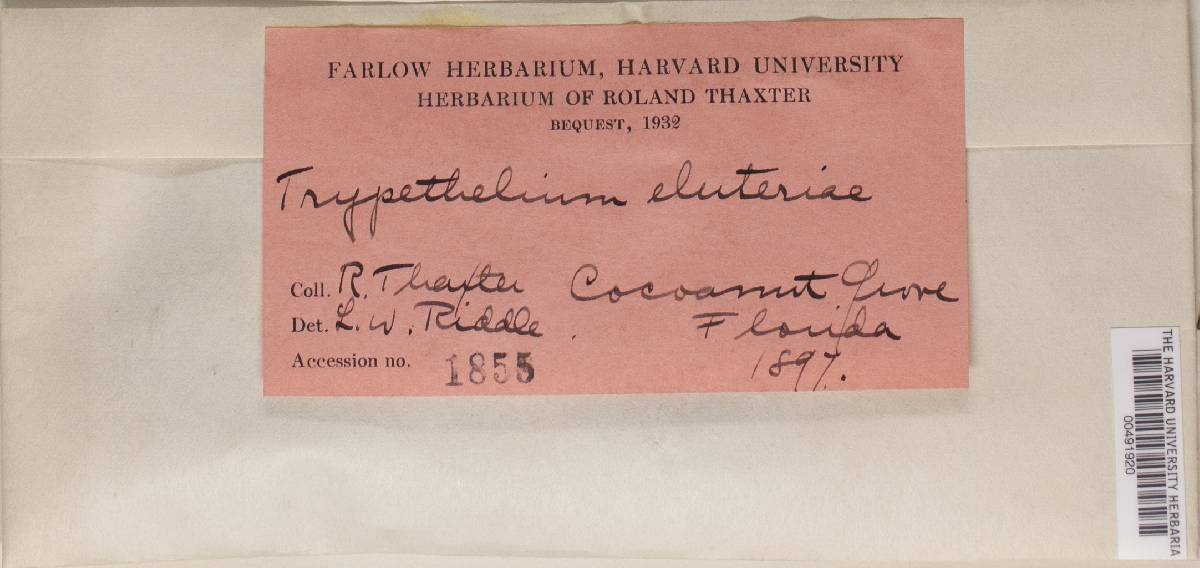 FARLOW HERBARIUM, HARVARD UNIVERSITY
HERBARIUM OF ROLAND THAXTER
BEQUEST, 1932
Trypethelium eluteriae
Coll. R. Thaxter Cocoanut Grove
Det. L. W. Riddle. Florida
Accession no. 1855 1897.
THE HARVARD UNIVERSITY HERBARIA
00491920